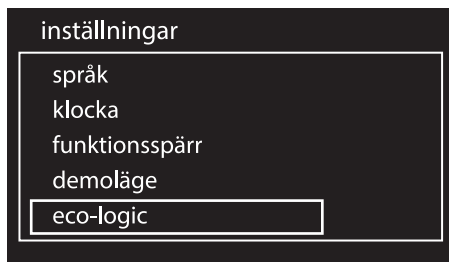 inställningar
språk
klocka
funktionsspärr
demoläge
eco-logic